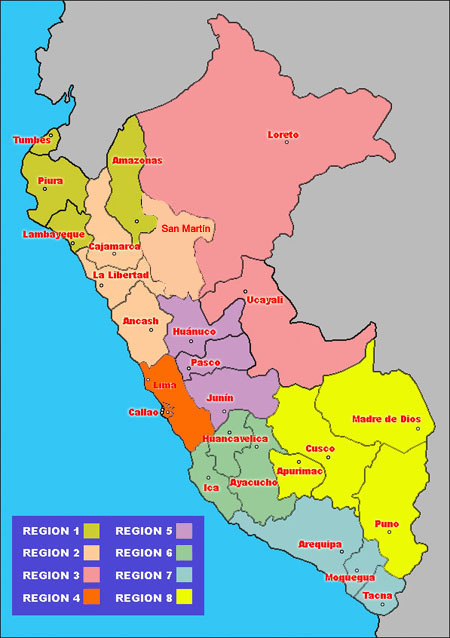 Loreto
Tumbes
Amazonas
Piura
San Martín
Lambayeque
Cajamarca
La Libertad
Ucayali
Ancash
Huánuco
Pasco
Lima
Junín
Callao
Madre de Dios
Huancavelica
Cusco
Apurimac
Ica
Ayacucho
Puno
Arequipa
Moquegua
Tacna
REGION 1 REGION 5
REGION 2 REGION 6
REGION 3 REGION 7
REGION 4 REGION 8